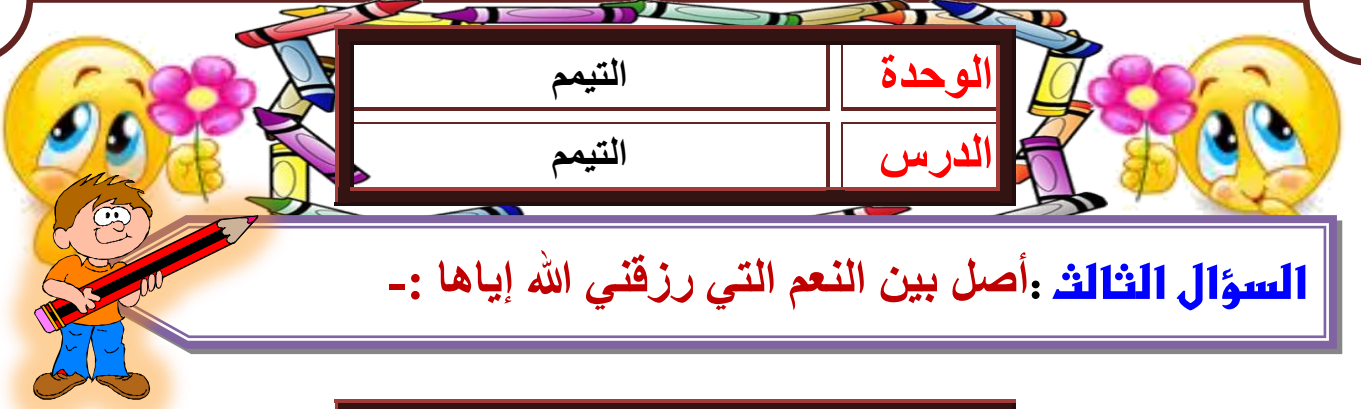 الوحدة التيمم
الدرس التيمم
السؤال الثالث :أصل بين النعم التي رزقني الله إياها :-